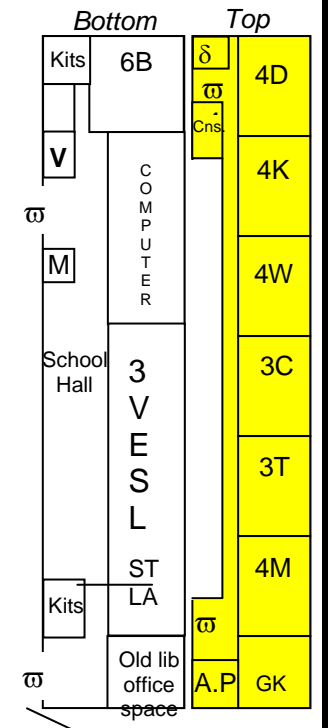 Bottom
Top
Kits
6B
δ
4D
ϖ
Cns.
V
COMPUTER
4K
ϖ
M
4W
School
Hall
3
V
E
S
L
3C
3T
ST
LA
4M
Kits
ϖ
ϖ
Old lib
office
space
A.P
GK